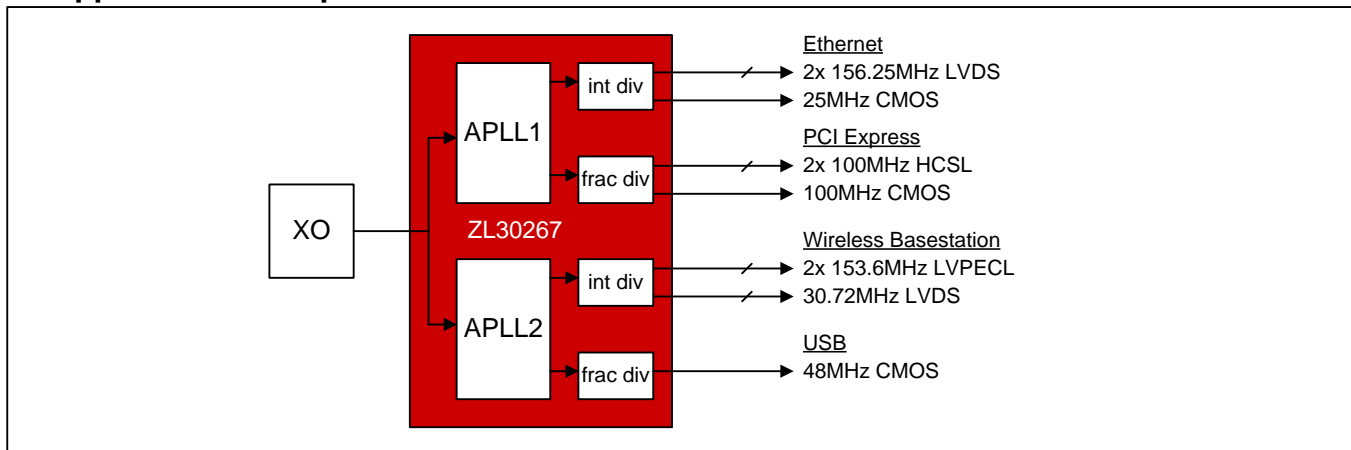 Ethernet
2x 156.25MHz LVDS
25MHz CMOS
int div
APLL1
frac div
PCI Express
2x 100MHz HCSL
100MHz CMOS
XO
ZL30267
Wireless Basestation
2x 153.6MHz LVPECL
30.72MHz LVDS
int div
APLL2
frac div
USB
48MHz CMOS